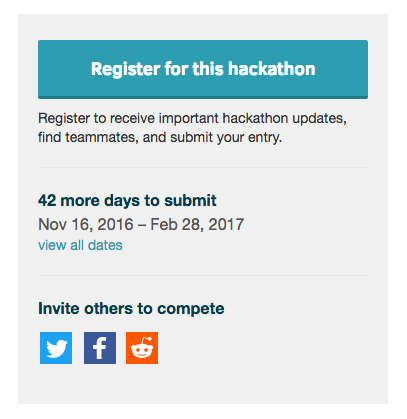 Register for this hackathon
Register to receive important hackathon updates,
find teammates, and submit your entry.
42 more days to submit
Nov 16, 2016 – Feb 28, 2017
view all dates
Invite others to compete